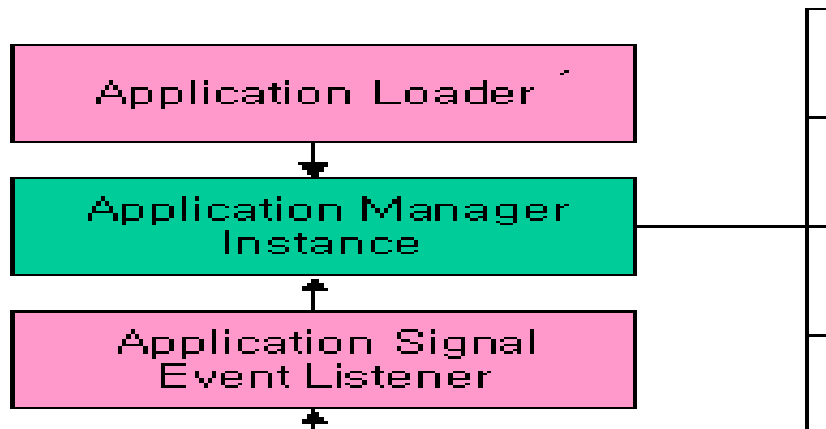 Application Loader
Application Manager
Instance
Application Signal
Event Listener